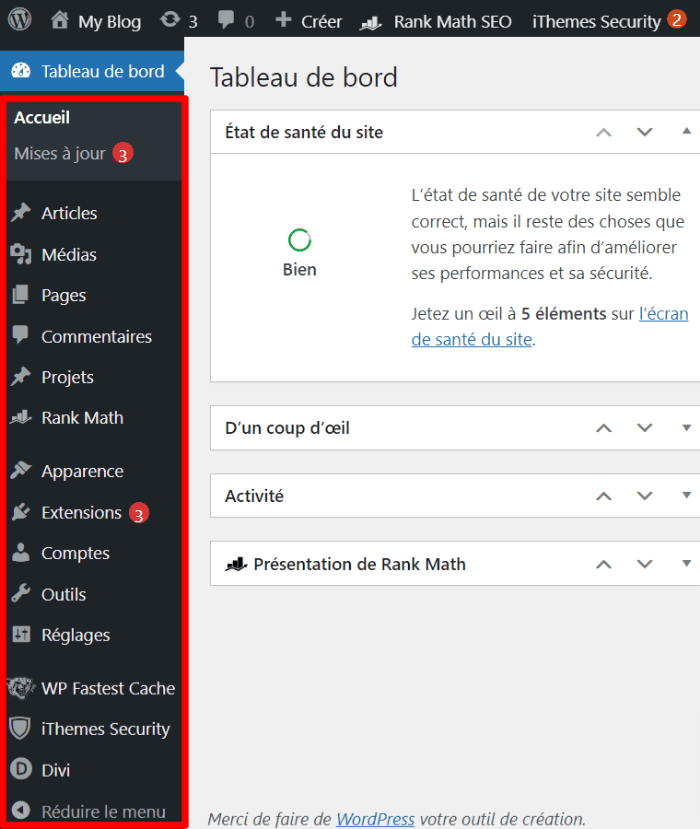 My Blog 3 0 Créer Rank Math SEO iThemes Security 2
Tableau de bord
Accueil
Mises à jour 3
Articles
Médias
Pages
Commentaires
Projets
Rank Math
Apparence
Extensions 3
Comptes
Outils
Réglages
WP Fastest Cache
iThemes Security
Divi
Réduire le menu
Tableau de bord
État de santé du site
Bien
L’état de santé de votre site semble
correct, mais il reste des choses que
vous pourriez faire afin d’améliorer
ses performances et sa sécurité.
Jetez un œil à 5 éléments sur l’écran
de santé du site.
D’un coup d’œil
Activité
Présentation de Rank Math
Merci de faire de WordPress votre outil de création.